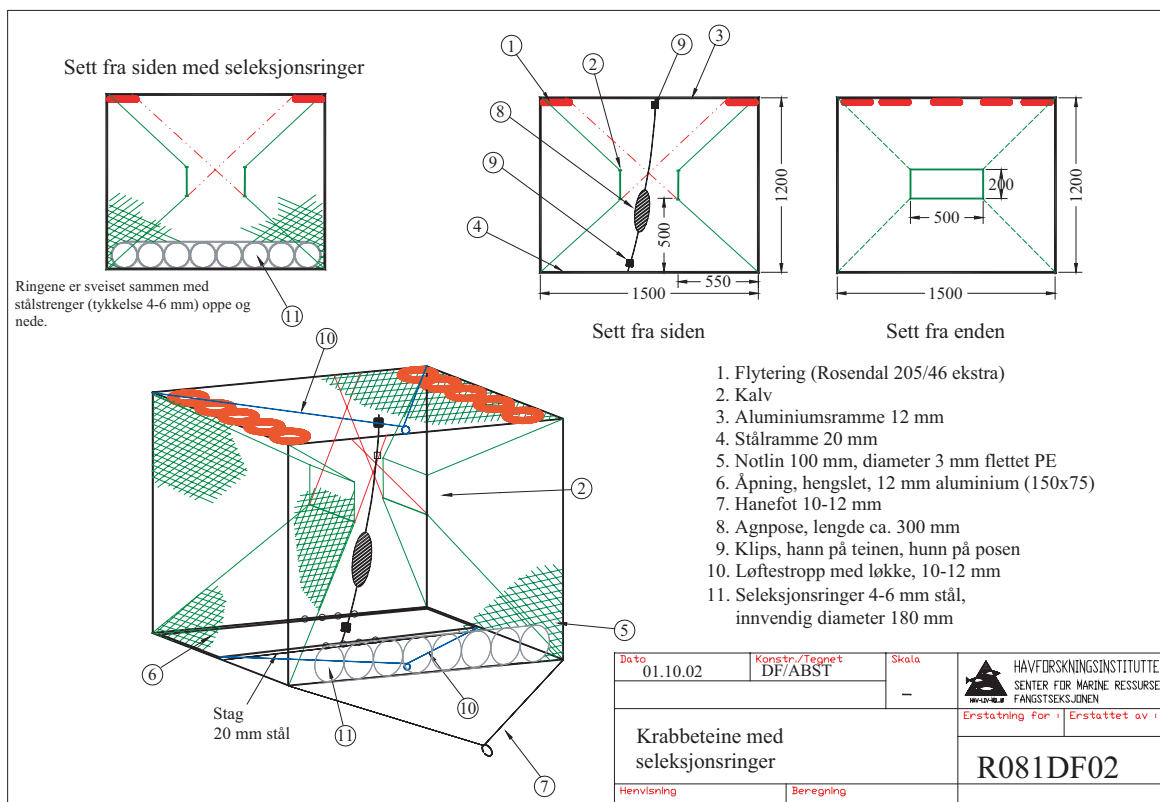 Sett fra siden med seleksjonsringer
Ringene er sveiset sammen med
stålstrenger (tykkelse 4-6 mm) oppe og
nede.
11
1
2
8
9
4
9
3
500
550
1500
1200
Sett fra siden
200
500
1500
1200
Sett fra enden
10
2
5
6
Stag
20 mm stål
11
10
7
1. Flytering (Rosendal 205/46 ekstra)
2. Kalv
3. Aluminiumsramme 12 mm
4. Stålramme 20 mm
5. Notlin 100 mm, diameter 3 mm flettet PE
6. Åpning, hengslet, 12 mm aluminium (150x75)
7. Hanefot 10-12 mm
8. Agnpose, lengde ca. 300 mm
9. Klips, hann på teinen, hunn på posen
10. Løftestropp med løkke, 10-12 mm
11. Seleksjonsringer 4-6 mm stål,
innvendig diameter 180 mm
Dato
01.10.02
Konstr./Tegnet
DF/ABST
Skala
–
HAVFORSKNINGSINSTITUTTE
SENTER FOR MARINE RESSURSE
FANGSTSEKSJONEN
Erstatning for :
Erstattet av :
Krabbeteine med
seleksjonsringer
R081DF02
Henvisning
Beregning